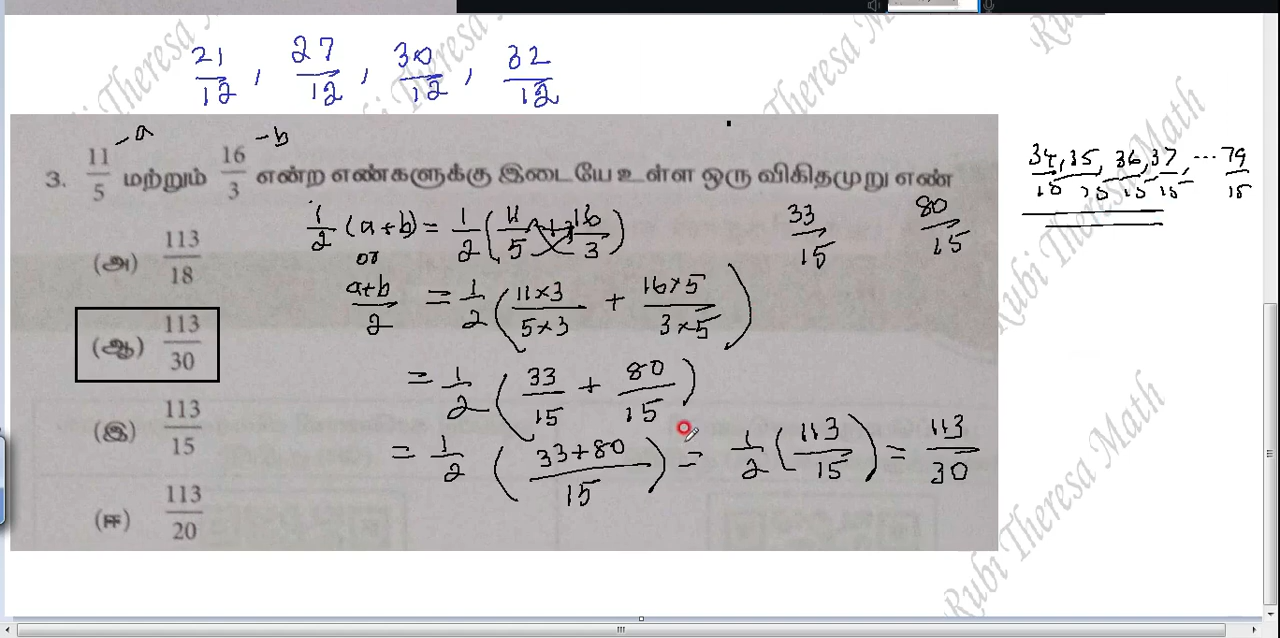 21/12, 27/12, 30/12, 32/12
3. 11/5 -a மற்றும் 16/3 -b என்ற எண்களுக்கு இடையே உள்ள ஒரு விகிதமுறு எண்
34/15, 35/15, 36/15, 37/15, ... 79/15
1/2 (a+b) = 1/2 (11/5 + 16/3)
33/15 80/15
or
(அ) 113/18
a+b/2 = 1/2 (11×3/5×3 + 16×5/3×5)
(ஆ) 113/30
= 1/2 (33/15 + 80/15)
(இ) 113/15
= 1/2 (33+80/15) = 1/2 (113/15) = 113/30
(ஈ) 113/20
Rubi Theresa Math
Rubi Theresa Math